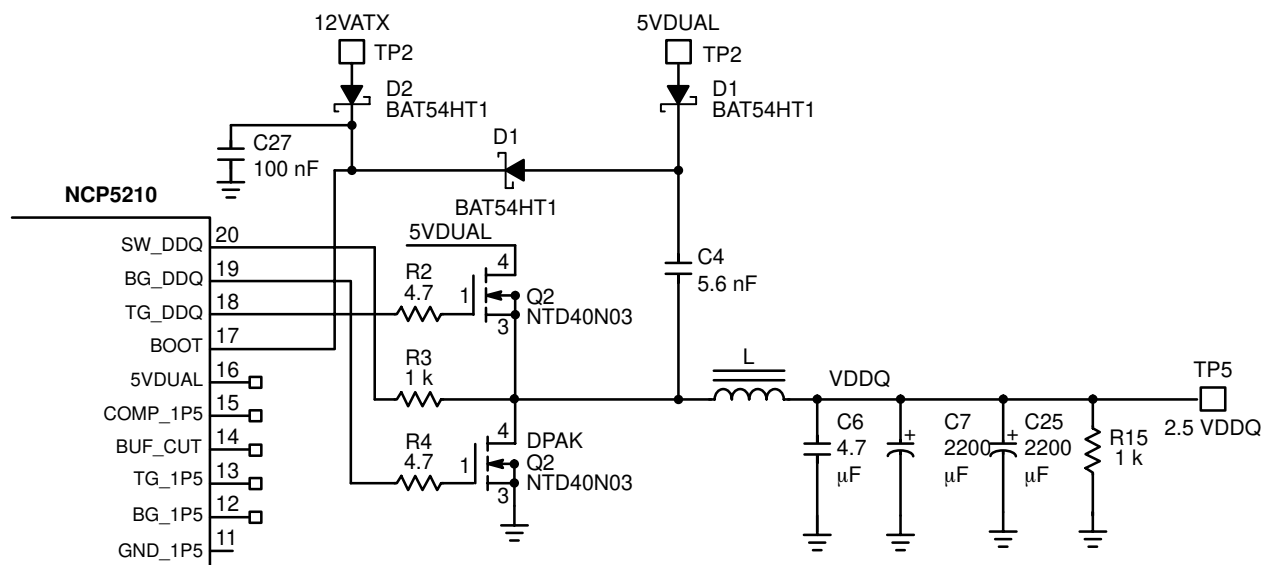 12VATX
TP2
D2
BAT54HT1
5VDUAL
TP2
D1
BAT54HT1
C27
100 nF
D1
BAT54HT1
NCP5210
SW_DDQ 20
BG_DDQ 19
TG_DDQ 18
BOOT 17
5VDUAL 16
COMP_1P5 15
BUF_CUT 14
TG_1P5 13
BG_1P5 12
GND_1P5 11
5VDUAL
R2
4.7
4
1
3
Q2
NTD40N03
C4
5.6 nF
R3
1 k
R4
4.7
4
1
3
DPAK
Q2
NTD40N03
L
VDDQ
C6
4.7
μF
+
C7
2200
μF
+
C25
2200
μF
R15
1 k
TP5
2.5 VDDQ